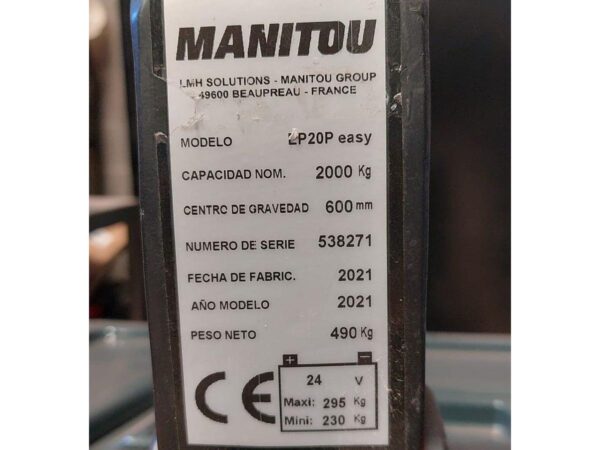 MANITOU
LMH SOLUTIONS - MANITOU GROUP
49600 BEAUPREAU - FRANCE
MODELO EP20P easy
CAPACIDAD NOM. 2000 Kg
CENTRO DE GRAVEDAD 600 mm
NUMERO DE SERIE 538271
FECHA DE FABRIC. 2021
AÑO MODELO 2021
PESO NETO 490 Kg
+ -
24 V
CE Maxi: 295 Kg
Mini: 230 Kg